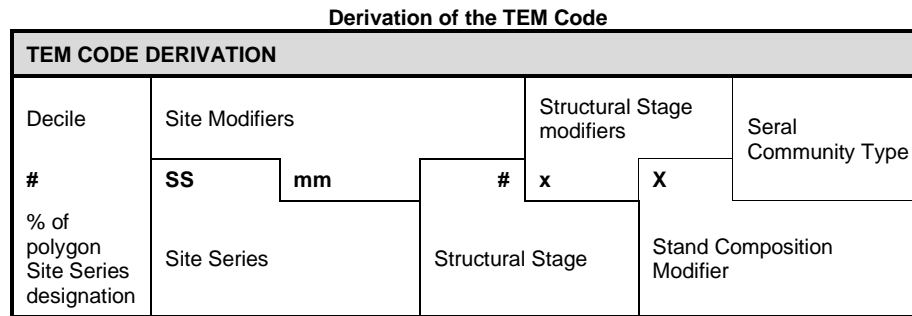 Derivation of the TEM Code
TEM CODE DERIVATION
Decile
Site Modifiers
Structural Stage
modifiers
Seral
Community Type
#
SS
mm
#
x
X
% of
polygon
Site Series
designation
Site Series
Structural Stage
Stand Composition
Modifier